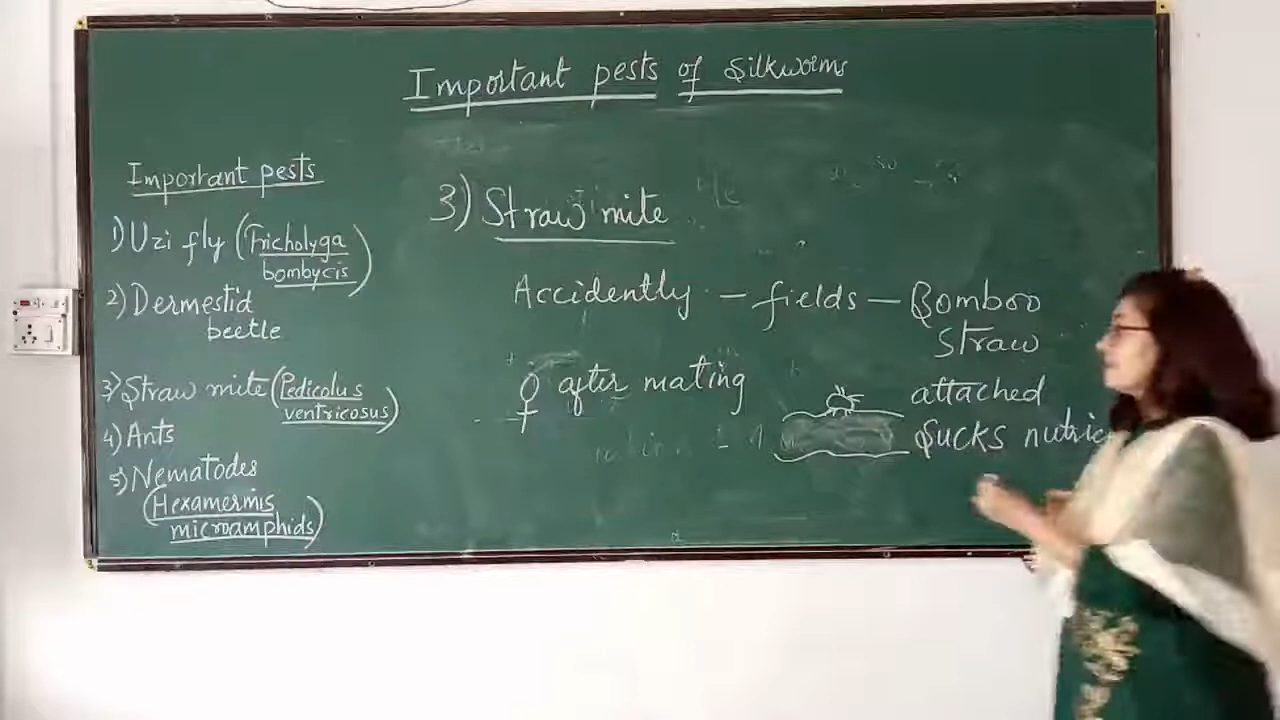 Important pests of Silkworms
Important pests
1) Uzi fly (Tricholyga
bombycis)
2) Dermestid
beetle
3) Straw mite (Pedicolus
ventricosus)
4) Ants
5) Nematodes
(Hexamermis
microamphids)
3) Straw mite
Accidently - fields - Bomboo
Straw
♀ after mating
attached
Sucks nutrie